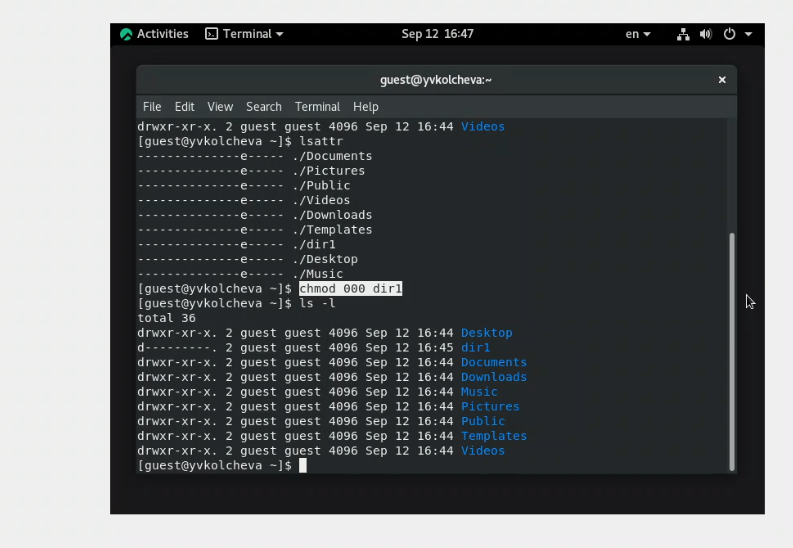 Activities Terminal Sep 12 16:47 en
guest@yvkolcheva:~ ×
File Edit View Search Terminal Help
drwxr-xr-x. 2 guest guest 4096 Sep 12 16:44 Videos
[guest@yvkolcheva ~]$ lsattr
--------------e----- ./Documents
--------------e----- ./Pictures
--------------e----- ./Public
--------------e----- ./Videos
--------------e----- ./Downloads
--------------e----- ./Templates
--------------e----- ./dir1
--------------e----- ./Desktop
--------------e----- ./Music
[guest@yvkolcheva ~]$ chmod 000 dir1
[guest@yvkolcheva ~]$ ls -l
total 36
drwxr-xr-x. 2 guest guest 4096 Sep 12 16:44 Desktop
d---------. 2 guest guest 4096 Sep 12 16:45 dir1
drwxr-xr-x. 2 guest guest 4096 Sep 12 16:44 Documents
drwxr-xr-x. 2 guest guest 4096 Sep 12 16:44 Downloads
drwxr-xr-x. 2 guest guest 4096 Sep 12 16:44 Music
drwxr-xr-x. 2 guest guest 4096 Sep 12 16:44 Pictures
drwxr-xr-x. 2 guest guest 4096 Sep 12 16:44 Public
drwxr-xr-x. 2 guest guest 4096 Sep 12 16:44 Templates
drwxr-xr-x. 2 guest guest 4096 Sep 12 16:44 Videos
[guest@yvkolcheva ~]$